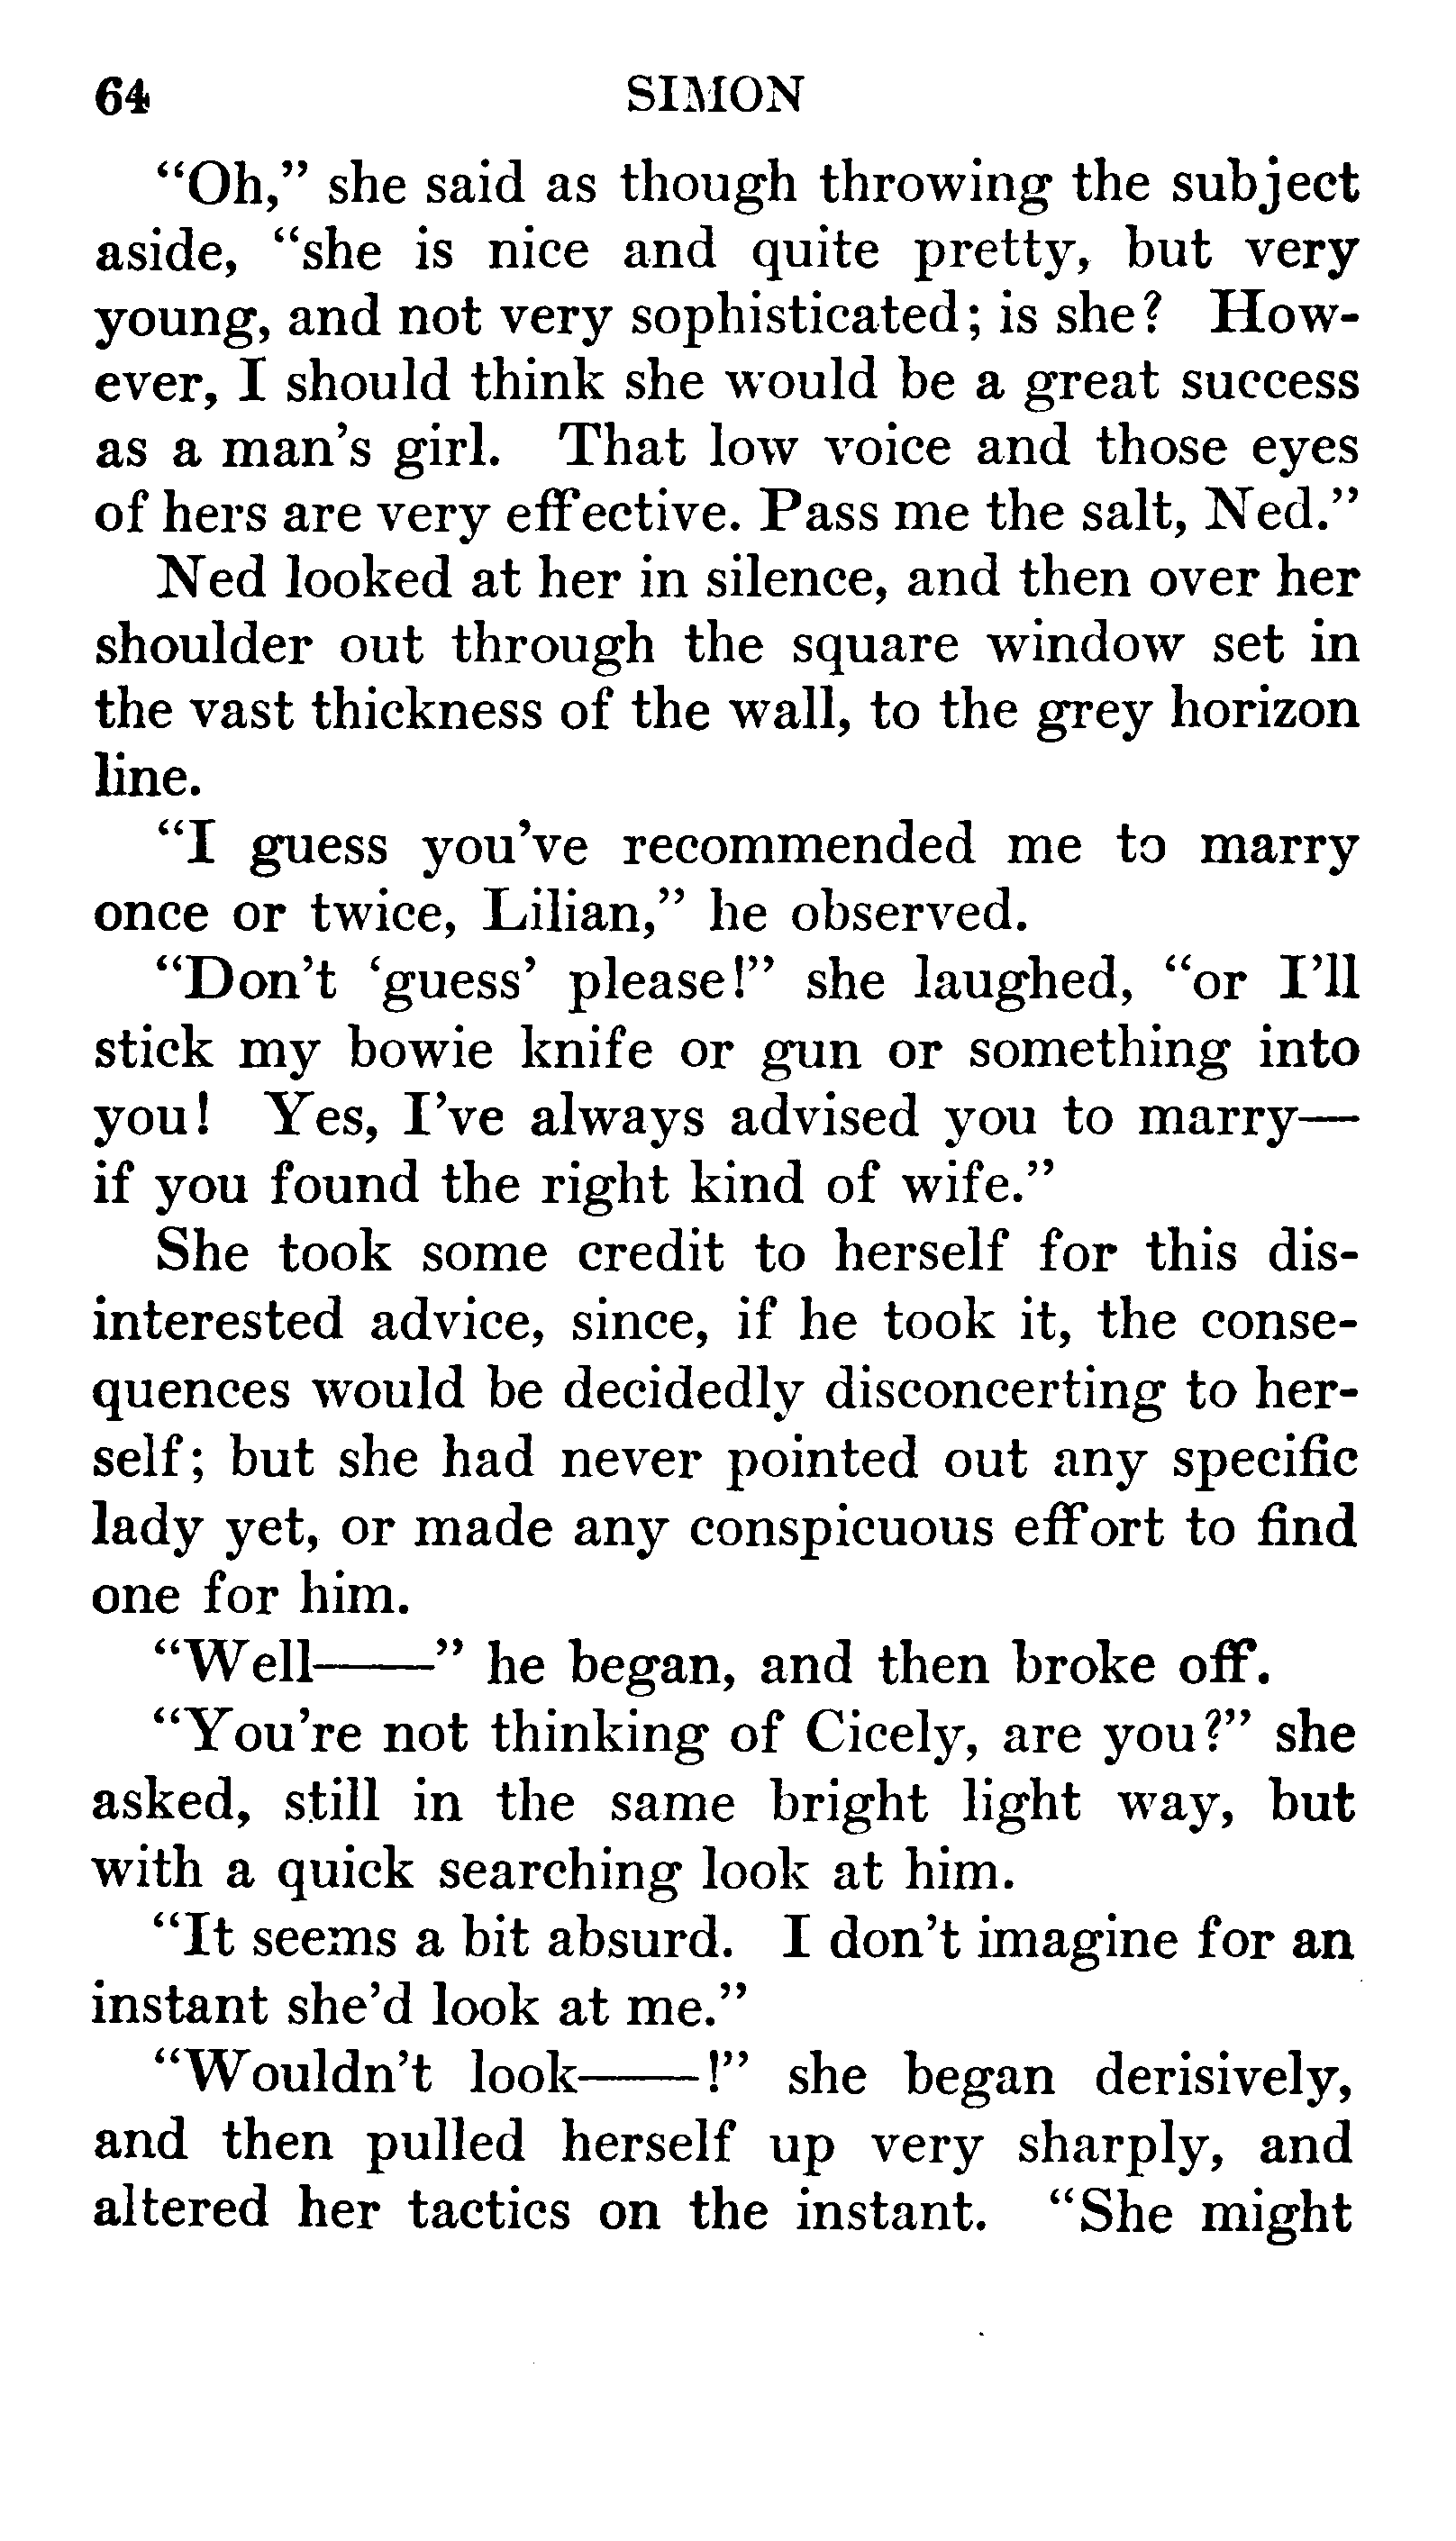 64 SIMON
“Oh,” she said as though throwing the subject
aside, “she is nice and quite pretty, but very
young, and not very sophisticated; is she? How-
ever, I should think she would be a great success
as a man’s girl. That low voice and those eyes
of hers are very effective. Pass me the salt, Ned.”
Ned looked at her in silence, and then over her
shoulder out through the square window set in
the vast thickness of the wall, to the grey horizon
line.
“I guess you’ve recommended me to marry
once or twice, Lilian,” he observed.
“Don’t ‘guess’ please!” she laughed, “or I’ll
stick my bowie knife or gun or something into
you! Yes, I’ve always advised you to marry—
if you found the right kind of wife.”
She took some credit to herself for this dis-
interested advice, since, if he took it, the conse-
quences would be decidedly disconcerting to her-
self; but she had never pointed out any specific
lady yet, or made any conspicuous effort to find
one for him.
“Well——” he began, and then broke off.
“You’re not thinking of Cicely, are you?” she
asked, still in the same bright light way, but
with a quick searching look at him.
“It seems a bit absurd. I don’t imagine for an
instant she’d look at me.”
“Wouldn’t look——!” she began derisively,
and then pulled herself up very sharply, and
altered her tactics on the instant. “She might